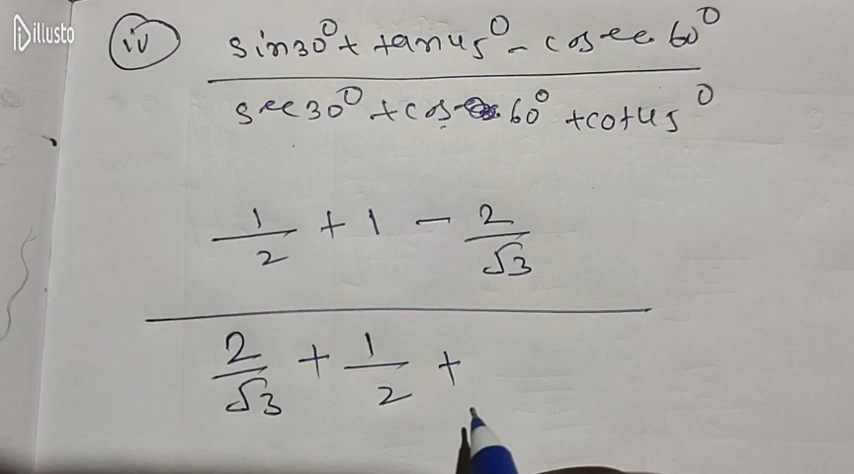 illusto
iv) sin30° + tan45° - cosec 60°
sec30° + cos 60° + cot45°
1/2 + 1 - 2/√3
2/√3 + 1/2 +